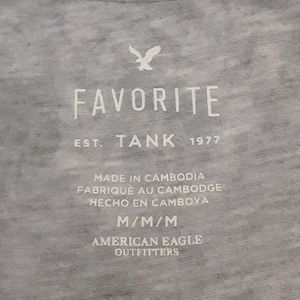 FAVORITE
EST. TANK 1977
MADE IN CAMBODIA
FABRIQUÉ AU CAMBODGE
HECHO EN CAMBOYA
M/M/M
AMERICAN EAGLE
OUTFITTERS